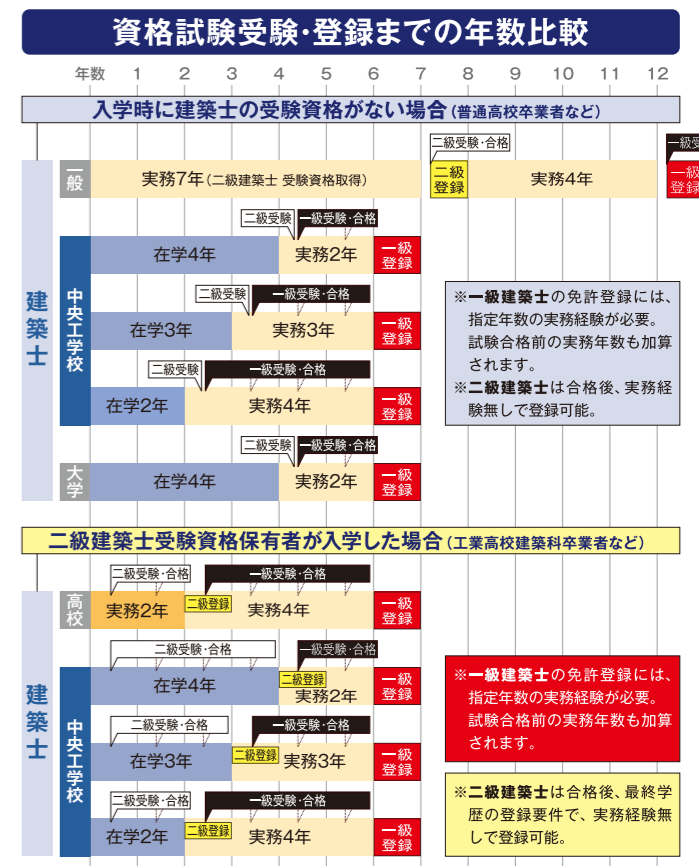 資格試験受験・登録までの年数比較
年数 1 2 3 4 5 6 7 8 9 10 11 12
入学時に建築士の受験資格がない場合(普通高校卒業者など)
建築士
一般
実務7年(二級建築士 受験資格取得)
二級受験・合格
二級
登録
実務4年
一級受
一級
登録
中央工学校
二級受験
一級受験・合格
在学4年
実務2年
一級
登録
二級受験
一級受験・合格
在学3年
実務3年
一級
登録
二級受験
一級受験・合格
在学2年
実務4年
一級
登録
大学
二級受験
一級受験・合格
在学4年
実務2年
一級
登録
※一級建築士の免許登録には、
指定年数の実務経験が必要。
試験合格前の実務年数も加算
されます。
※二級建築士は合格後、実務経
験無しで登録可能。
二級建築士受験資格保有者が入学した場合(工業高校建築科卒業者など)
建築士
高校
二級受験・合格
一級受験・合格
実務2年
二級登録
実務4年
一級
登録
中央工学校
二級受験・合格
一級受験・合格
在学4年
二級登録
実務2年
一級
登録
二級受験・合格
一級受験・合格
在学3年
二級登録
実務3年
一級
登録
二級受験・合格
一級受験・合格
在学2年
二級登録
実務4年
一級
登録
※一級建築士の免許登録には、
指定年数の実務経験が必要。
試験合格前の実務年数も加算
されます。
※二級建築士は合格後、最終学
歴の登録要件で、実務経験無
しで登録可能。